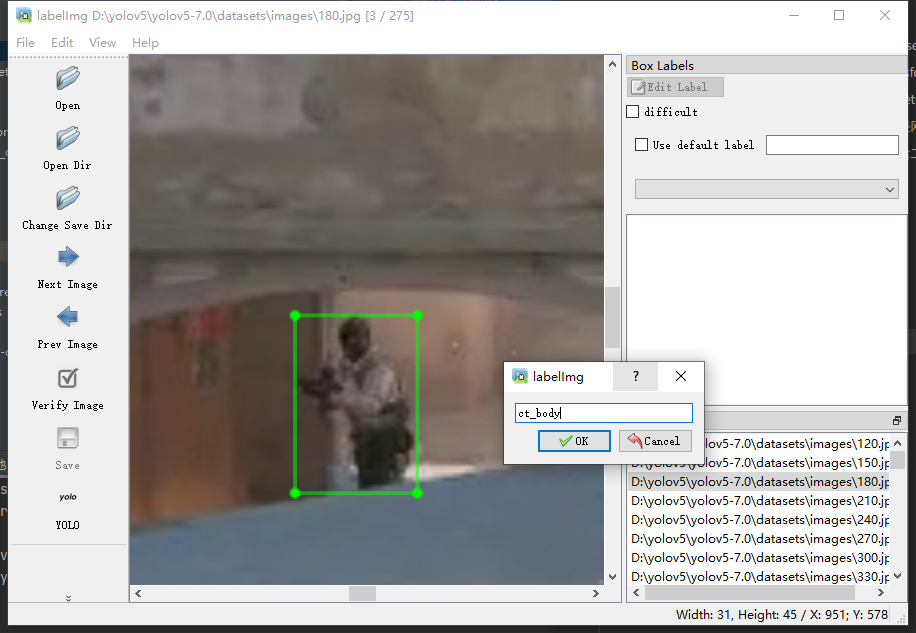 labelImg D:\yolov5\yolov5-7.0\datasets\images\180.jpg [3 / 275]
File Edit View Help
Open
Open Dir
Change Save Dir
Next Image
Prev Image
Verify Image
Save
yolo
YOLO
Box Labels
Edit Label
difficult
Use default label
labelImg
?
ct_body
OK
Cancel
lov5-7.0\datasets\images\120.jp
D:\yolov5\yolov5-7.0\datasets\images\150.jp
D:\yolov5\yolov5-7.0\datasets\images\180.jp
D:\yolov5\yolov5-7.0\datasets\images\210.jp
D:\yolov5\yolov5-7.0\datasets\images\240.jp
D:\yolov5\yolov5-7.0\datasets\images\270.jp
D:\yolov5\yolov5-7.0\datasets\images\300.jp
D:\yolov5\yolov5-7.0\datasets\images\330.jp
Width: 31, Height: 45 / X: 951; Y: 578